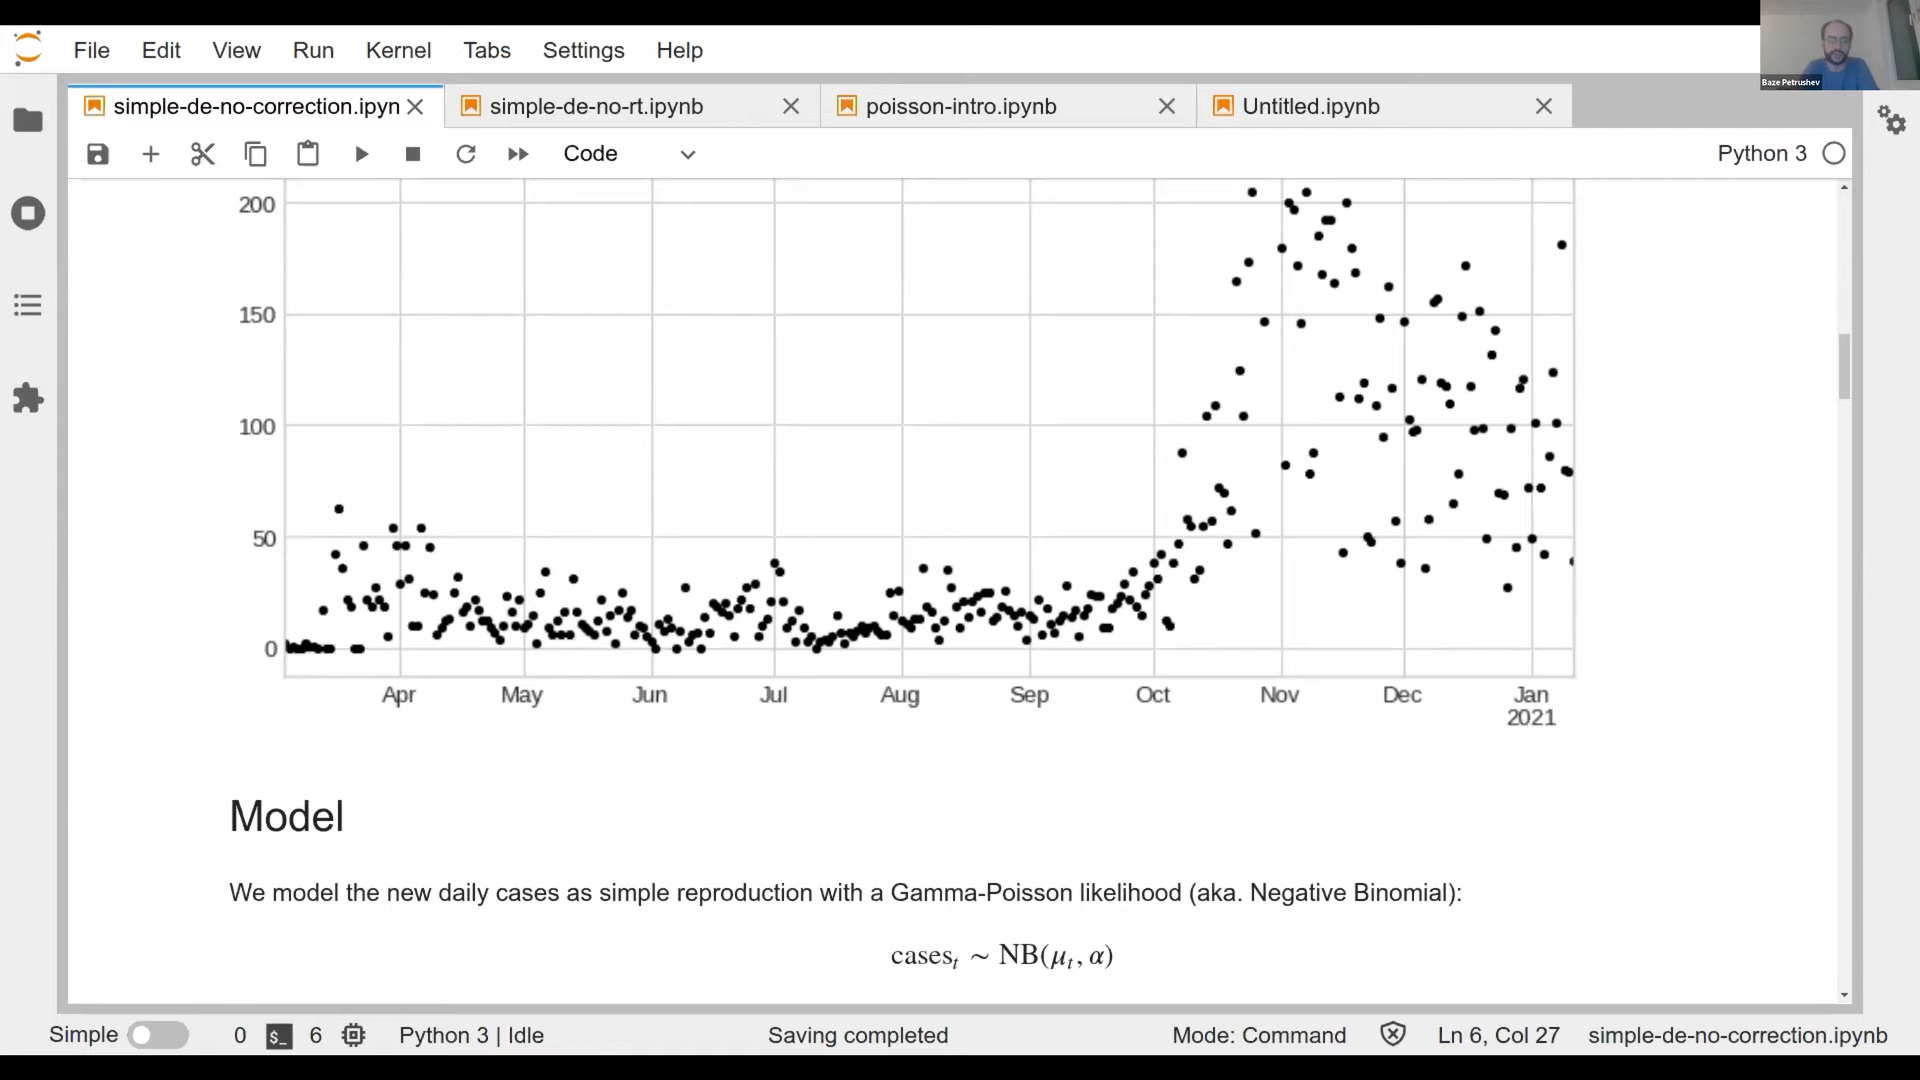 File Edit View Run Kernel Tabs Settings Help
Baze Petrushev
simple-de-no-correction.ipyn simple-de-no-rt.ipynb poisson-intro.ipynb Untitled.ipynb
Code Python 3
200
150
100
50
0
Apr May Jun Jul Aug Sep Oct Nov Dec Jan
2021
Model
We model the new daily cases as simple reproduction with a Gamma-Poisson likelihood (aka. Negative Binomial):
cases_t ~ NB(μ_t, α)
Simple 0 $_ 6 Python 3 | Idle Saving completed Mode: Command Ln 6, Col 27 simple-de-no-correction.ipynb